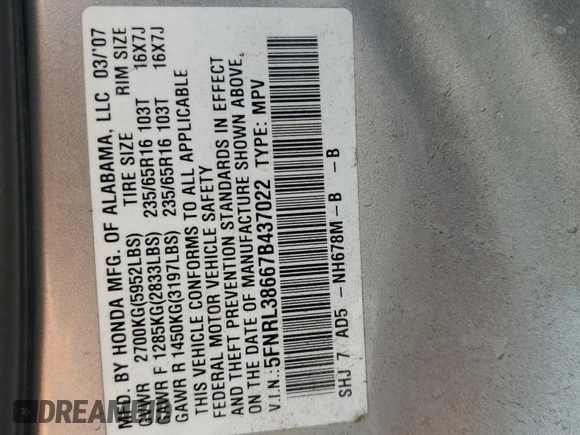 MFD. BY HONDA MFG. OF ALABAMA, LLC 03/'07
GVWR 2700KG(5952LBS) TIRE SIZE RIM SIZE
GAWR F 1285KG(2833LBS) 235/65R16 103T 16X7J
GAWR R 1450KG(3197LBS) 235/65R16 103T 16X7J
THIS VEHICLE CONFORMS TO ALL APPLICABLE
FEDERAL MOTOR VEHICLE SAFETY
AND THEFT PREVENTION STANDARDS IN EFFECT
ON THE DATE OF MANUFACTURE SHOWN ABOVE.
V.I.N.:5FNRL38667B437022 TYPE: MPV
SHJ 7 AD5 -NH678M-B -B
DREAMBID